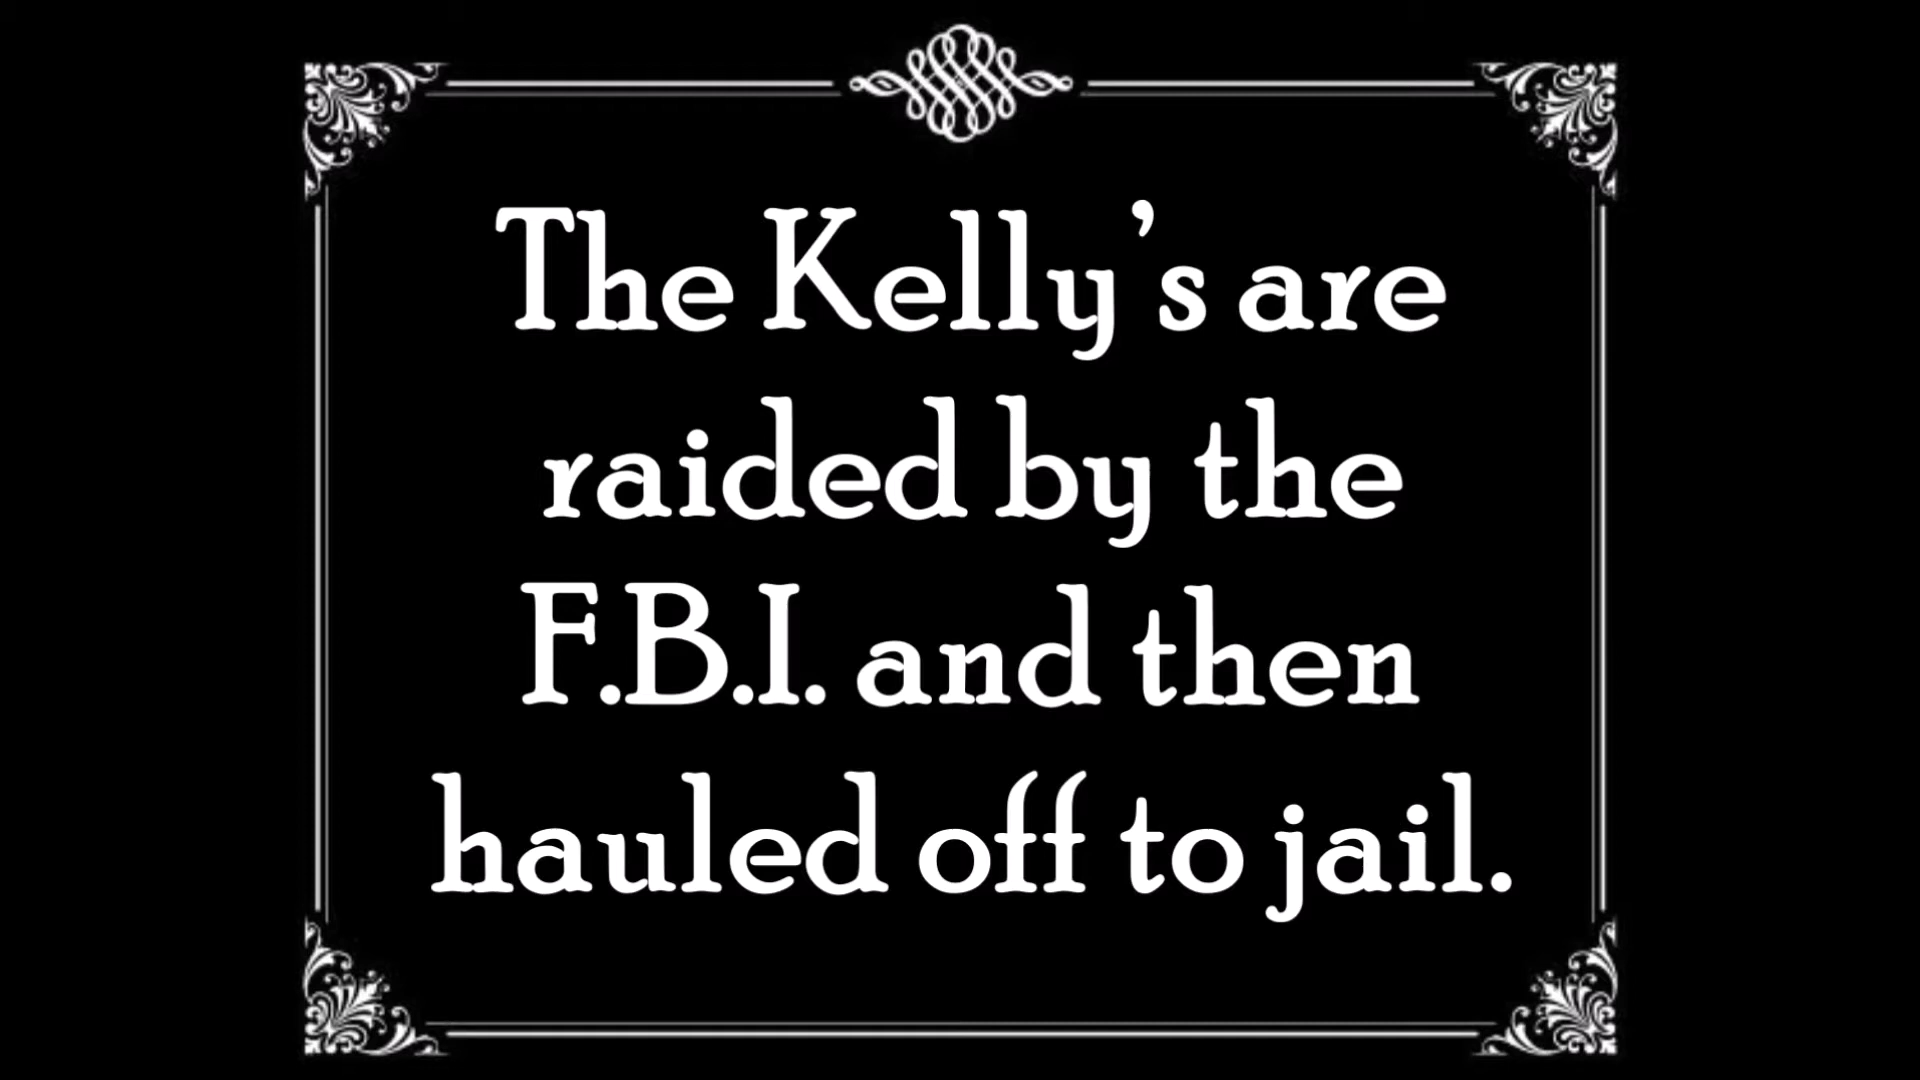 The Kelly's are
raided by the
F.B.I. and then
hauled off to jail.